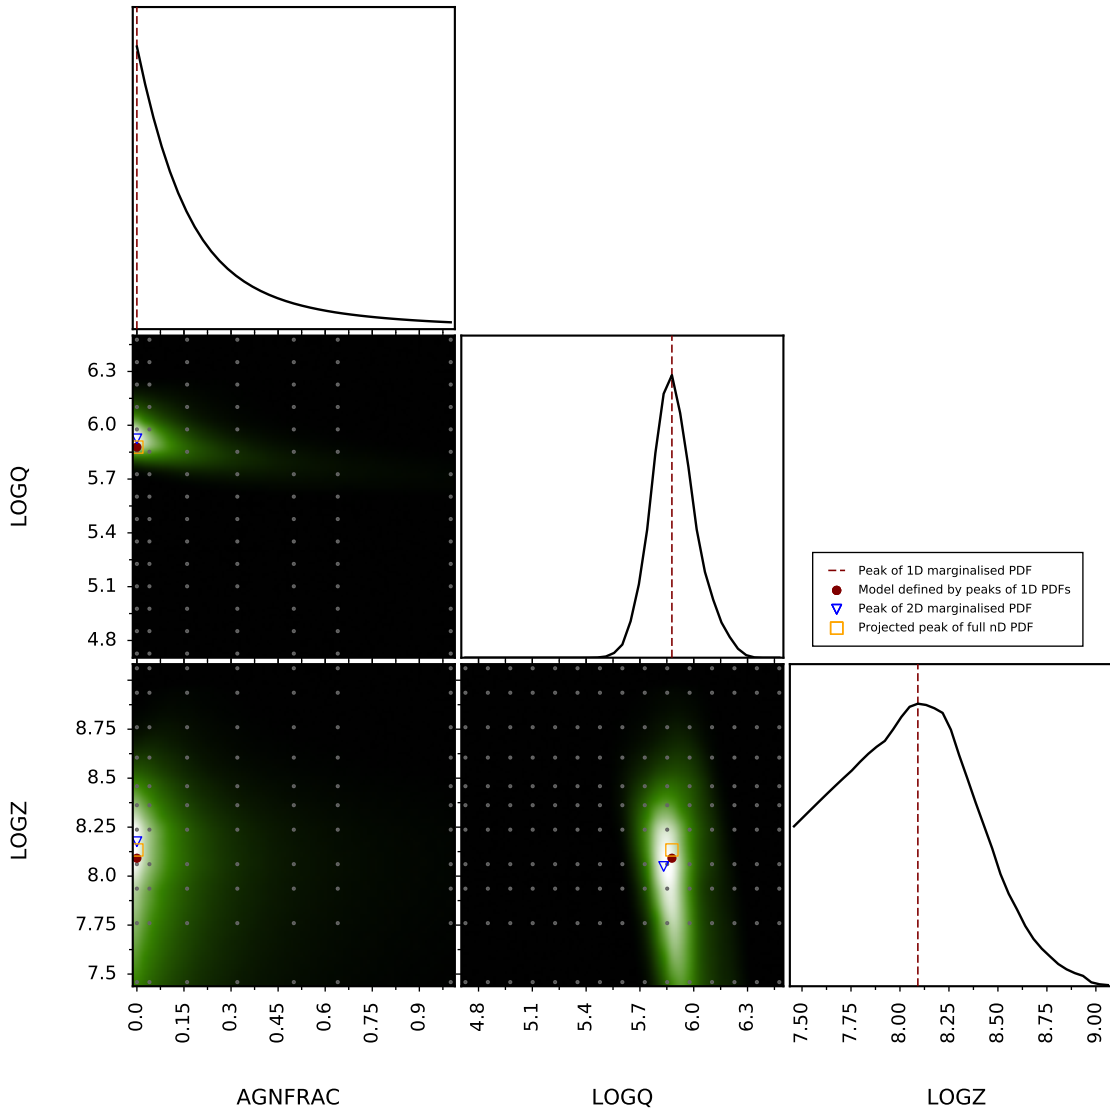 6.3
6.0
5.7
5.4
5.1
4.8
LOGQ
Peak of 1D marginalised PDF
Model defined by peaks of 1D PDFs
Peak of 2D marginalised PDF
Projected peak of full nD PDF
8.75
8.5
8.25
8.0
7.75
7.5
LOGZ
0.0 0.15 0.3 0.45 0.6 0.75 0.9
4.8 5.1 5.4 5.7 6.0 6.3
7.50 7.75 8.00 8.25 8.50 8.75 9.00
AGNFRAC LOGQ LOGZ